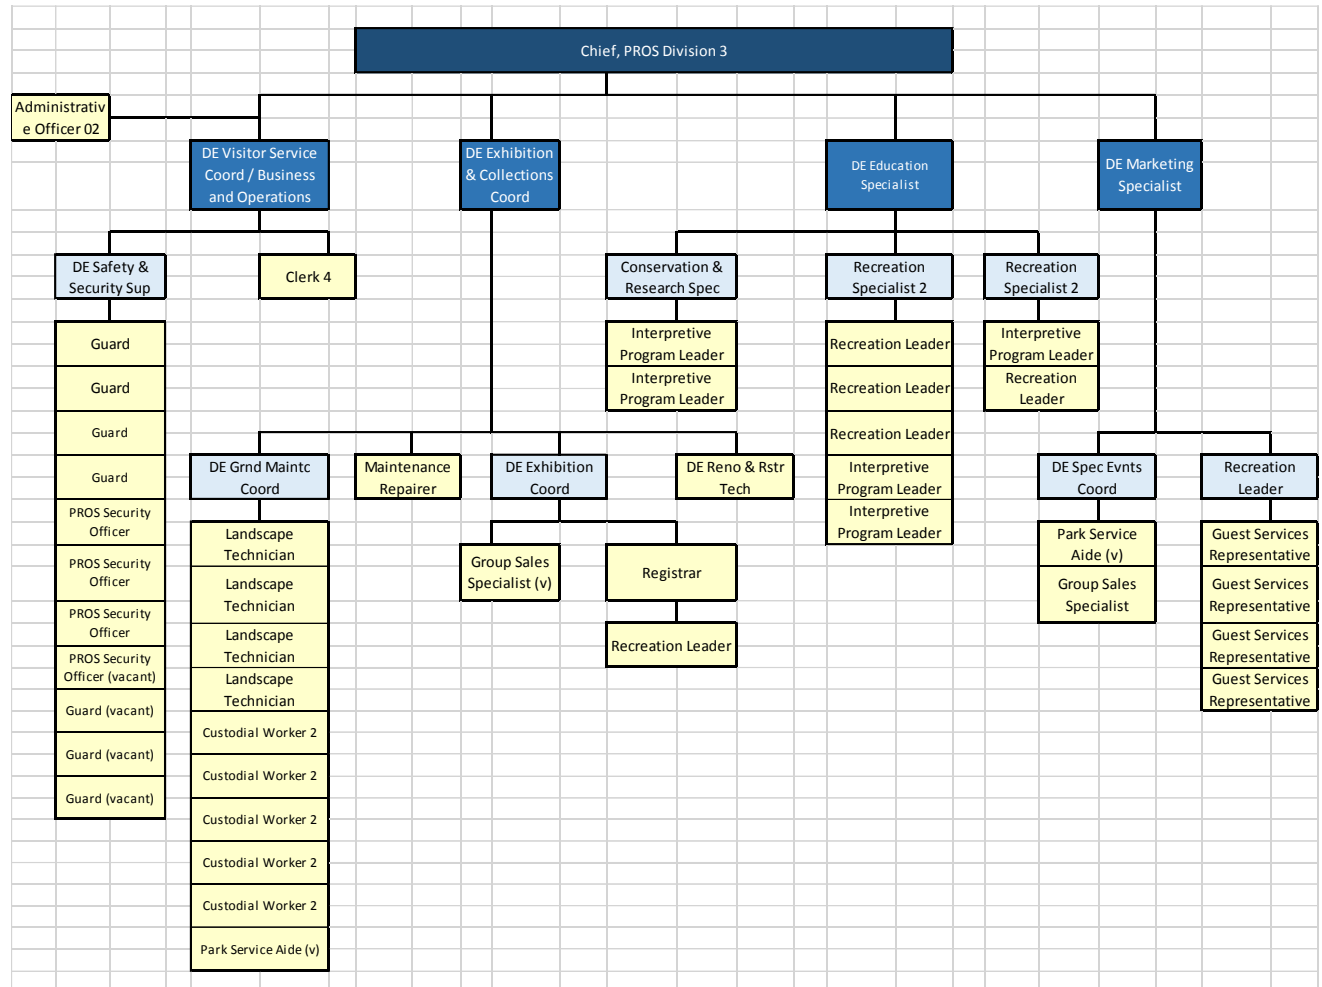 Chief, PROS Division 3
Administrativ
e Officer 02
DE Visitor Service
Coord / Business
and Operations
DE Exhibition
& Collections
Coord
DE Education
Specialist
DE Marketing
Specialist
DE Safety &
Security Sup
Clerk 4
Conservation &
Research Spec
Recreation
Specialist 2
Recreation
Specialist 2
Guard
Guard
Guard
Guard
PROS Security
Officer
PROS Security
Officer
PROS Security
Officer
PROS Security
Officer (vacant)
Guard (vacant)
Guard (vacant)
Guard (vacant)
Interpretive
Program Leader
Interpretive
Program Leader
Recreation Leader
Recreation Leader
Recreation Leader
Interpretive
Program Leader
Interpretive
Program Leader
Interpretive
Program Leader
Recreation
Leader
DE Grnd Maintc
Coord
Maintenance
Repairer
DE Exhibition
Coord
DE Reno & Rstr
Tech
DE Spec Evnts
Coord
Recreation
Leader
Landscape
Technician
Landscape
Technician
Landscape
Technician
Landscape
Technician
Custodial Worker 2
Custodial Worker 2
Custodial Worker 2
Custodial Worker 2
Custodial Worker 2
Park Service Aide (v)
Group Sales
Specialist (v)
Registrar
Recreation Leader
Park Service
Aide (v)
Group Sales
Specialist
Guest Services
Representative
Guest Services
Representative
Guest Services
Representative
Guest Services
Representative